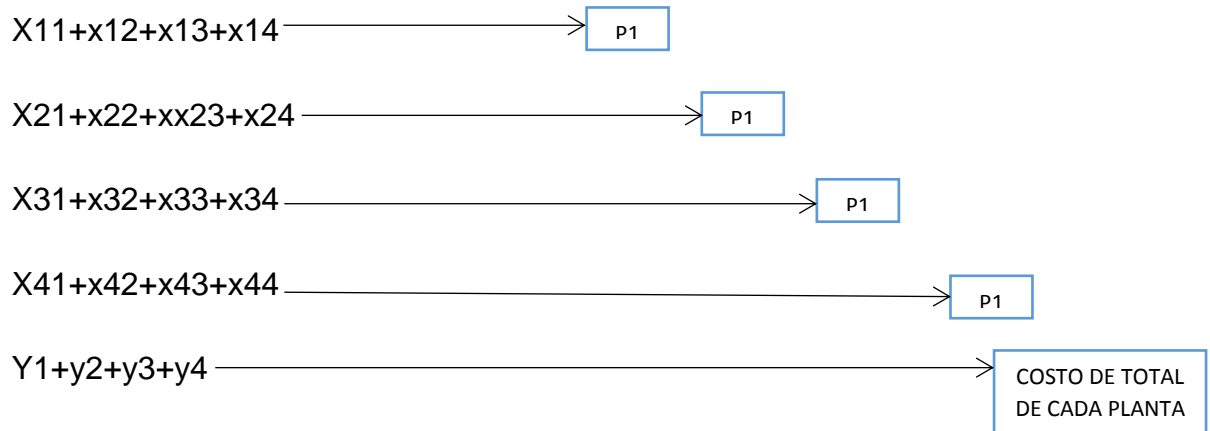 X11+x12+x13+x14 P1
X21+x22+xx23+x24 P1
X31+x32+x33+x34 P1
X41+x42+x43+x44 P1
Y1+y2+y3+y4 COSTO DE TOTAL
DE CADA PLANTA